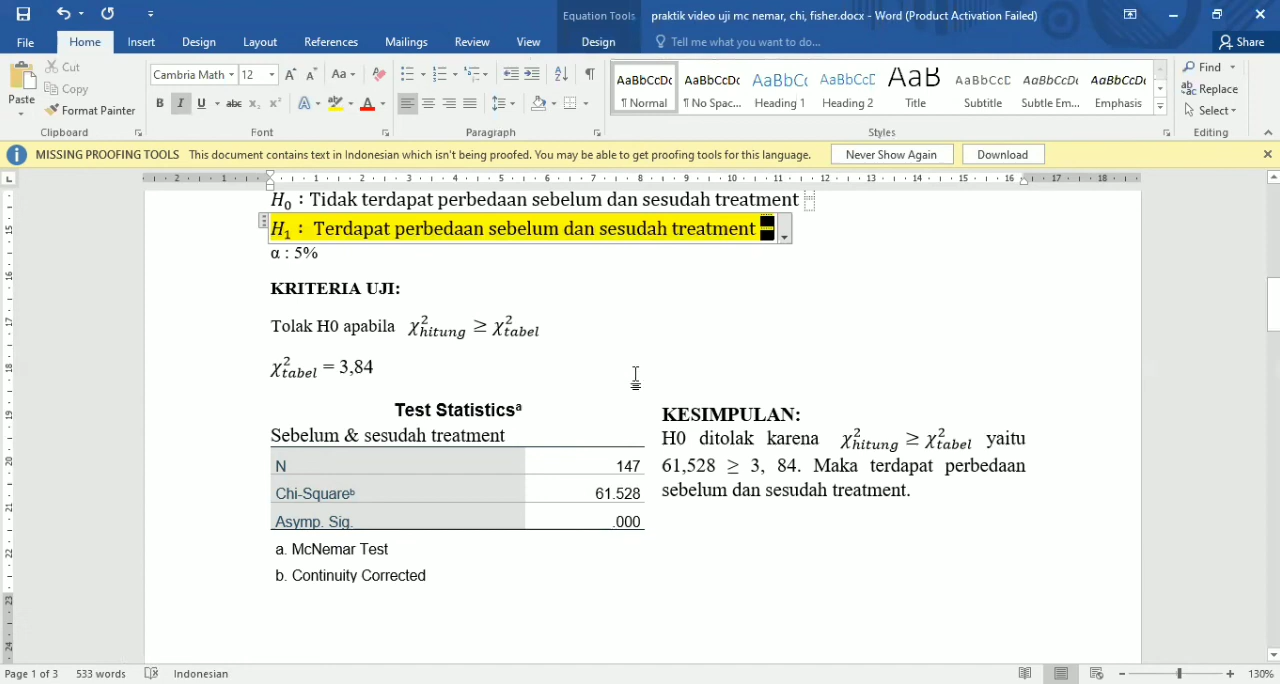 Equation Tools
praktik video uji mc nemar, chi, fisher.docx - Word (Product Activation Failed)
File Home Insert Design Layout References Mailings Review View Design Tell me what you want to do... Share
Paste
Cut
Copy
Format Painter
Clipboard
Cambria Math 12
Font
Paragraph
AaBbCcDc AaBbCcDc AaBbCc AaBbCcD AaB AaBbCcD AaBbCcDc AaBbCcDc
¶ Normal ¶ No Spac... Heading 1 Heading 2 Title Subtitle Subtle Em... Emphasis
Styles
Find
Replace
Select
Editing
MISSING PROOFING TOOLS This document contains text in Indonesian which isn't being proofed. You may be able to get proofing tools for this language. Never Show Again Download
H₀ : Tidak terdapat perbedaan sebelum dan sesudah treatment
H₁ : Terdapat perbedaan sebelum dan sesudah treatment
α : 5%
KRITERIA UJI:
Tolak H0 apabila χ²hitung ≥ χ²tabel
χ²tabel = 3,84
Test Statisticsᵃ
Sebelum & sesudah treatment
N 147
Chi-Squareᵇ 61.528
Asymp. Sig. .000
a. McNemar Test
b. Continuity Corrected
KESIMPULAN:
H0 ditolak karena χ²hitung ≥ χ²tabel yaitu
61,528 ≥ 3, 84. Maka terdapat perbedaan
sebelum dan sesudah treatment.
Page 1 of 3 533 words Indonesian 130%